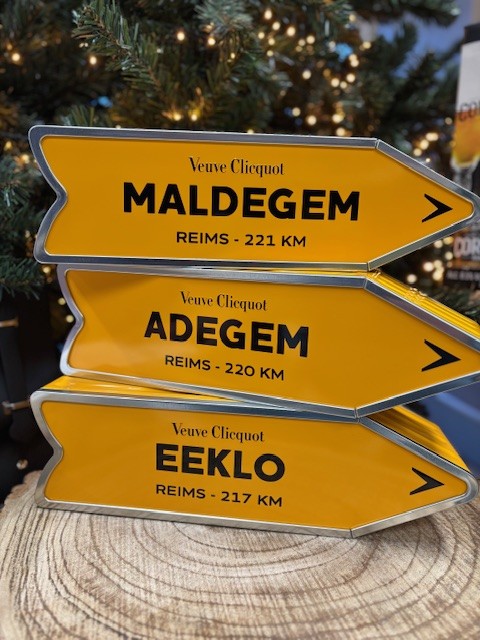 Veuve Clicquot
MALDEGEM
REIMS - 221 KM
Veuve Clicquot
ADEGEM
REIMS - 220 KM
Veuve Clicquot
EEKLO
REIMS - 217 KM